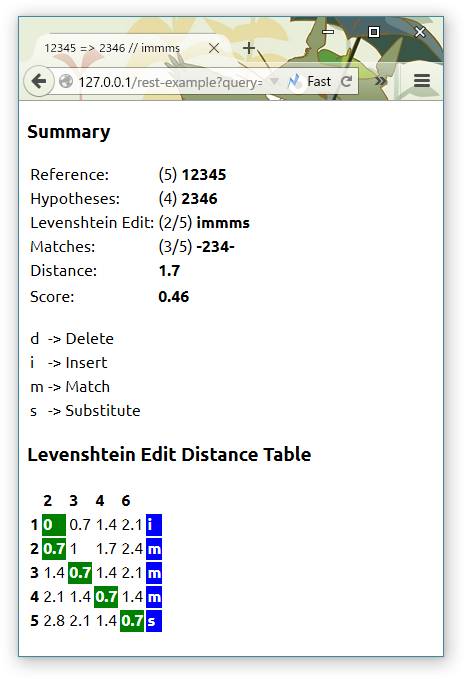 12345 => 2346 // immms
127.0.0.1/rest-example?query=
Fast
Summary
Reference: (5) 12345
Hypotheses: (4) 2346
Levenshtein Edit: (2/5) immms
Matches: (3/5) -234-
Distance: 1.7
Score: 0.46
d -> Delete
i -> Insert
m -> Match
s -> Substitute
Levenshtein Edit Distance Table
2 3 4 6
1 0 0.7 1.4 2.1 i
2 0.7 1 1.7 2.4 m
3 1.4 0.7 1.4 2.1 m
4 2.1 1.4 0.7 1.4 m
5 2.8 2.1 1.4 0.7 s